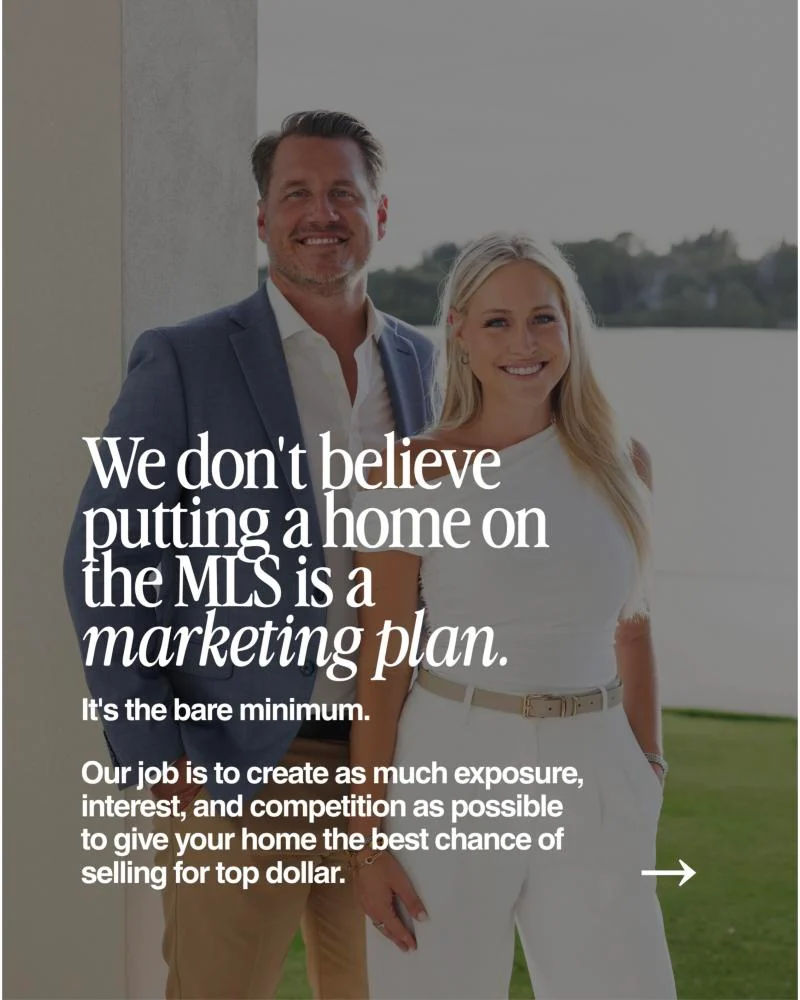 We don't believe
putting a home on
the MLS is a
marketing plan.
It's the bare minimum.
Our job is to create as much exposure,
interest, and competition as possible
to give your home the best chance of
selling for top dollar.